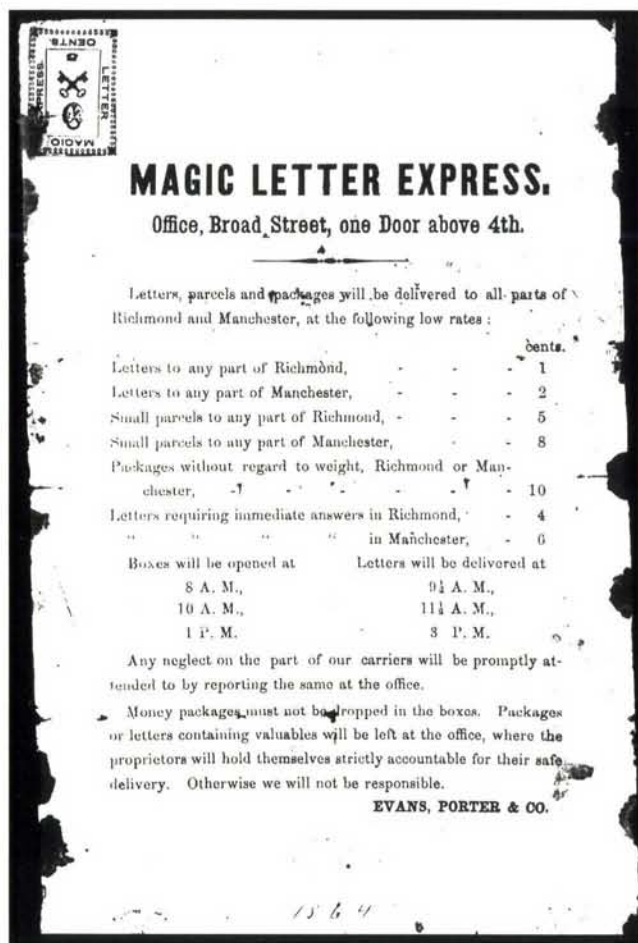 CENTS.
EXPRESS.
LETTER
MAGIC
MAGIC LETTER EXPRESS.
Office, Broad Street, one Door above 4th.
Letters, parcels and packages will be delivered to all parts of
Richmond and Manchester, at the following low rates :
cents.
Letters to any part of Richmond, - - - 1
Letters to any part of Manchester, - - - 2
Small parcels to any part of Richmond, - - - 5
Small parcels to any part of Manchester, - - 8
Packages without regard to weight, Richmond or Man-
chester, - - - - - - 10
Letters requiring immediate answers in Richmond, - 4
" " " " in Manchester, - 6
Boxes will be opened at Letters will be delivered at
8 A. M., 9½ A. M.,
10 A. M., 11½ A. M.,
1 P. M. 3 P. M.
Any neglect on the part of our carriers will be promptly at-
tended to by reporting the same at the office.
Money packages must not be dropped in the boxes. Packages
or letters containing valuables will be left at the office, where the
proprietors will hold themselves strictly accountable for their safe
delivery. Otherwise we will not be responsible.
EVANS, PORTER & CO.
1864